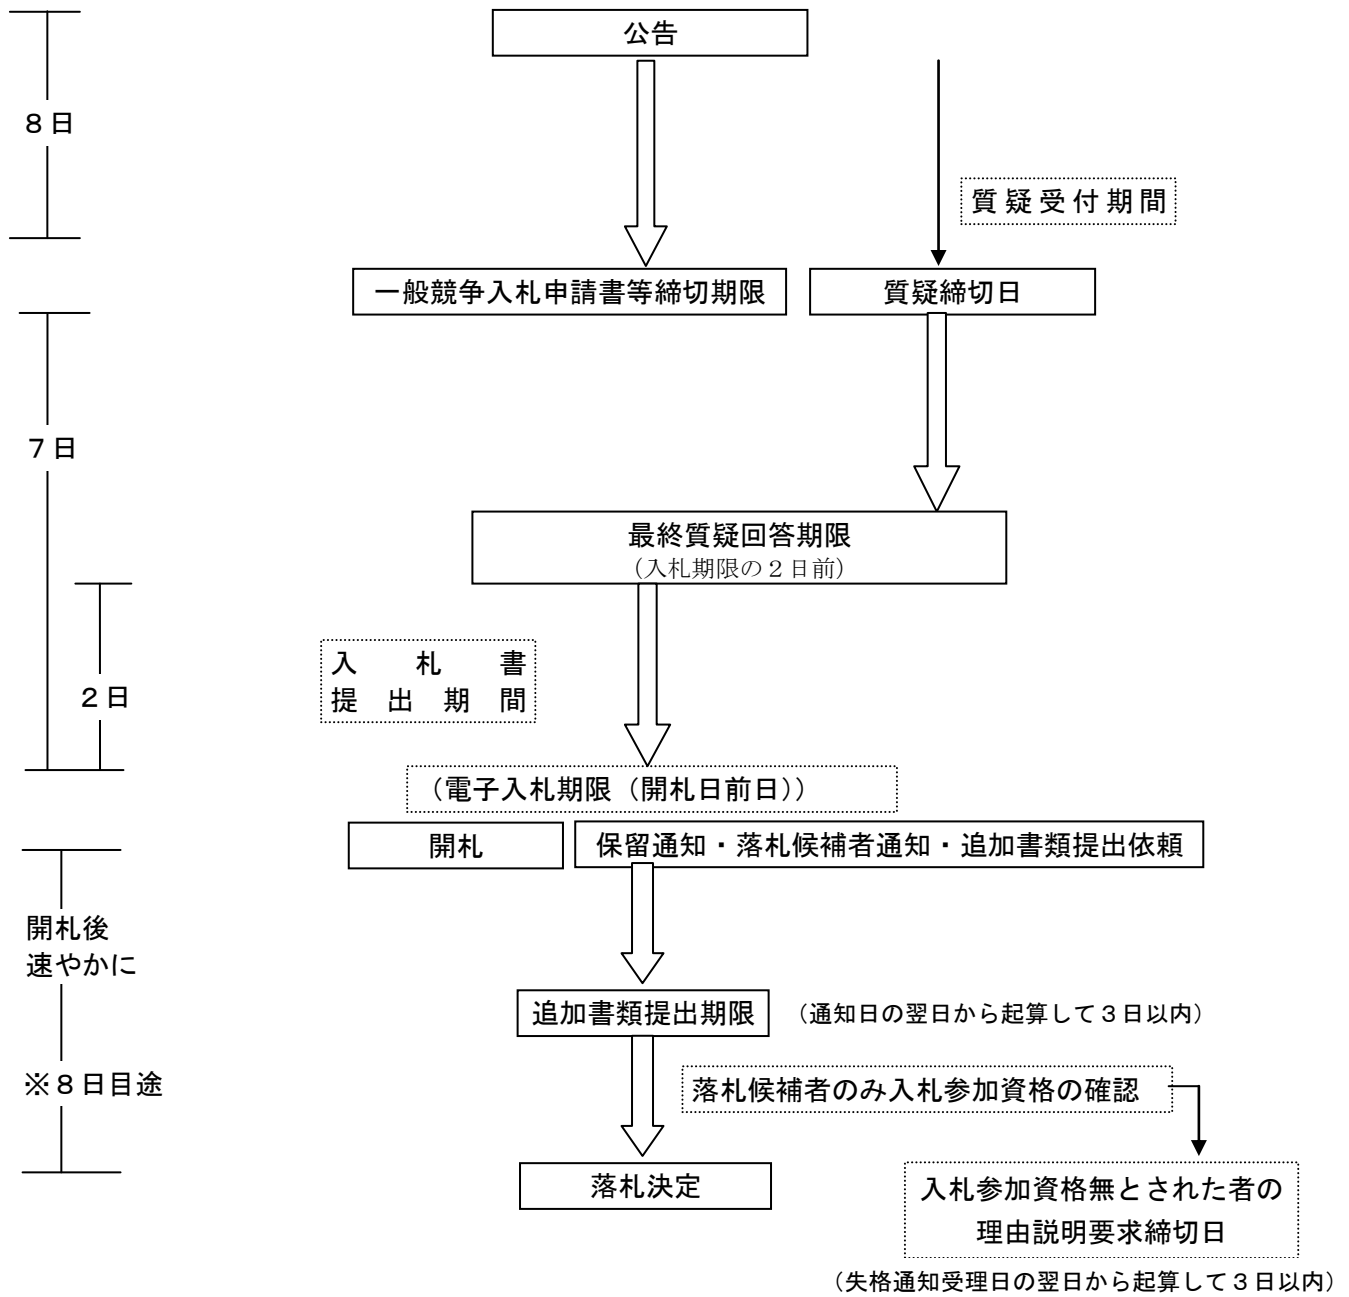 公告
８日
質疑受付期間
一般競争入札申請書等締切期限
質疑締切日
７日
最終質疑回答期限
（入札期限の２日前）
入札書
提出期間
２日
（電子入札期限（開札日前日））
開札
保留通知・落札候補者通知・追加書類提出依頼
開札後
速やかに
追加書類提出期限
（通知日の翌日から起算して３日以内）
※８日目途
落札候補者のみ入札参加資格の確認
落札決定
入札参加資格無とされた者の
理由説明要求締切日
（失格通知受理日の翌日から起算して３日以内）